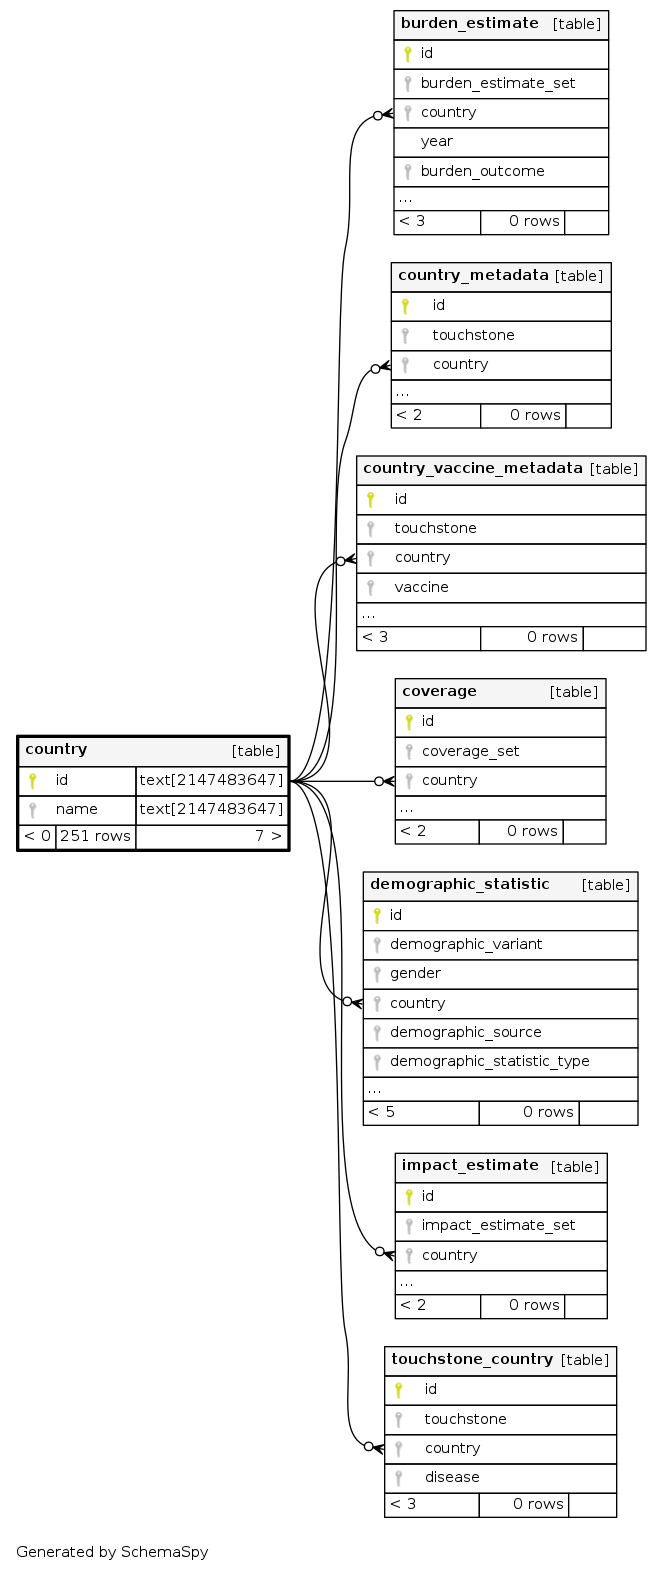 burden_estimate [table]
id
burden_estimate_set
country
year
burden_outcome
...
< 3 0 rows
country_metadata [table]
id
touchstone
country
...
< 2 0 rows
country_vaccine_metadata [table]
id
touchstone
country
vaccine
...
< 3 0 rows
coverage [table]
id
coverage_set
country
...
< 2 0 rows
country [table]
id text[2147483647]
name text[2147483647]
< 0 251 rows 7 >
demographic_statistic [table]
id
demographic_variant
gender
country
demographic_source
demographic_statistic_type
...
< 5 0 rows
impact_estimate [table]
id
impact_estimate_set
country
...
< 2 0 rows
touchstone_country [table]
id
touchstone
country
disease
< 3 0 rows
Generated by SchemaSpy